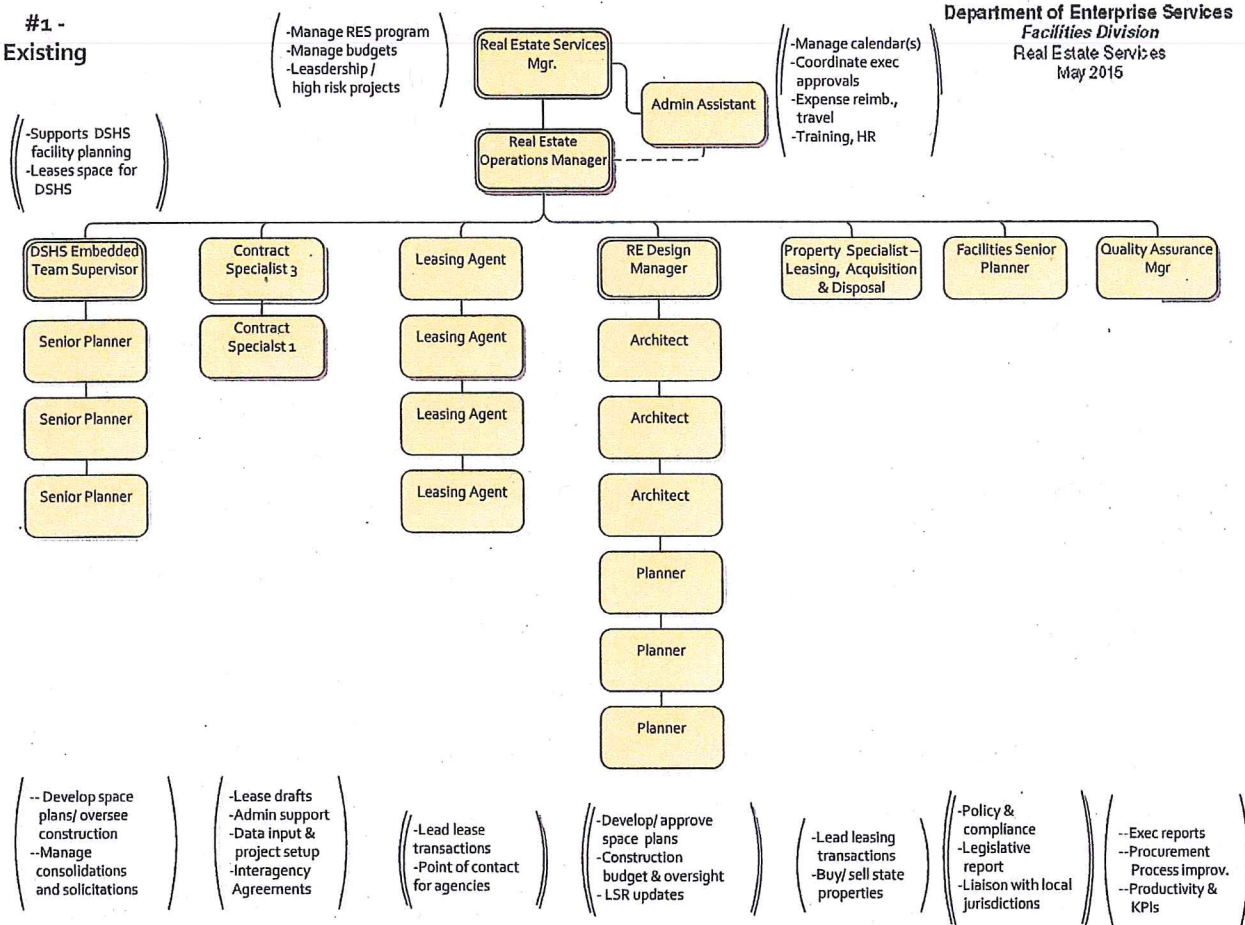 #1 -
Existing
-Manage RES program
-Manage budgets
-Leasdership /
high risk projects
Real Estate Services
Mgr.
Admin Assistant
-Manage calendar(s)
-Coordinate exec
approvals
-Expense reimb.,
travel
-Training, HR
Department of Enterprise Services
Facilities Division
Real Estate Services
May 2015
Real Estate
Operations Manager
-Supports DSHS
facility planning
-Leases space for
DSHS
DSHS Embedded
Team Supervisor
Senior Planner
Senior Planner
Senior Planner
Contract
Specialist 3
Contract
Specialst 1
Leasing Agent
Leasing Agent
Leasing Agent
Leasing Agent
RE Design
Manager
Architect
Architect
Architect
Planner
Planner
Planner
Property Specialist –
Leasing, Acquisition
& Disposal
Facilities Senior
Planner
Quality Assurance
Mgr
-- Develop space
plans/ oversee
construction
--Manage
consolidations
and solicitations
-Lease drafts
-Admin support
-Data input &
project setup
-Interagency
Agreements
-Lead lease
transactions
-Point of contact
for agencies
-Develop/ approve
space plans
-Construction
budget & oversight
- LSR updates
-Lead leasing
transactions
-Buy/ sell state
properties
-Policy &
compliance
-Legislative
report
-Liaison with local
jurisdictions
--Exec reports
--Procurement
Process improv.
--Productivity &
KPIs